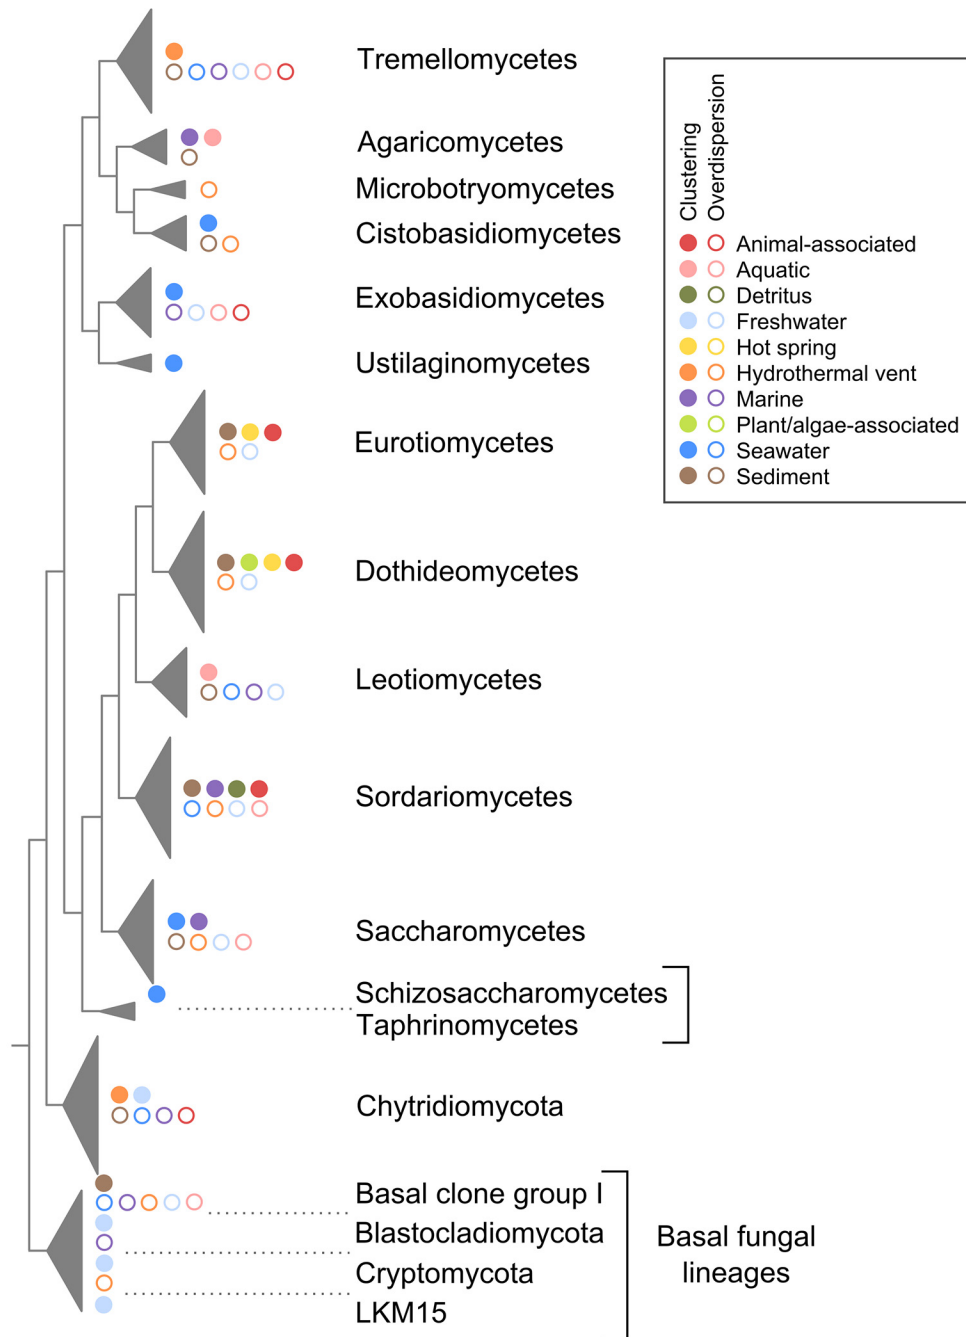 Tremellomycetes
Agaricomycetes
Microbotryomycetes
Cistobasidiomycetes
Exobasidiomycetes
Ustilaginomycetes
Eurotiomycetes
Dothideomycetes
Leotiomycetes
Sordariomycetes
Saccharomycetes
Schizosaccharomycetes
Taphrinomycetes
Chytridiomycota
Basal clone group I
Blastocladiomycota
Cryptomycota
LKM15
Basal fungal
lineages
Clustering
Overdispersion
Animal-associated
Aquatic
Detritus
Freshwater
Hot spring
Hydrothermal vent
Marine
Plant/algae-associated
Seawater
Sediment